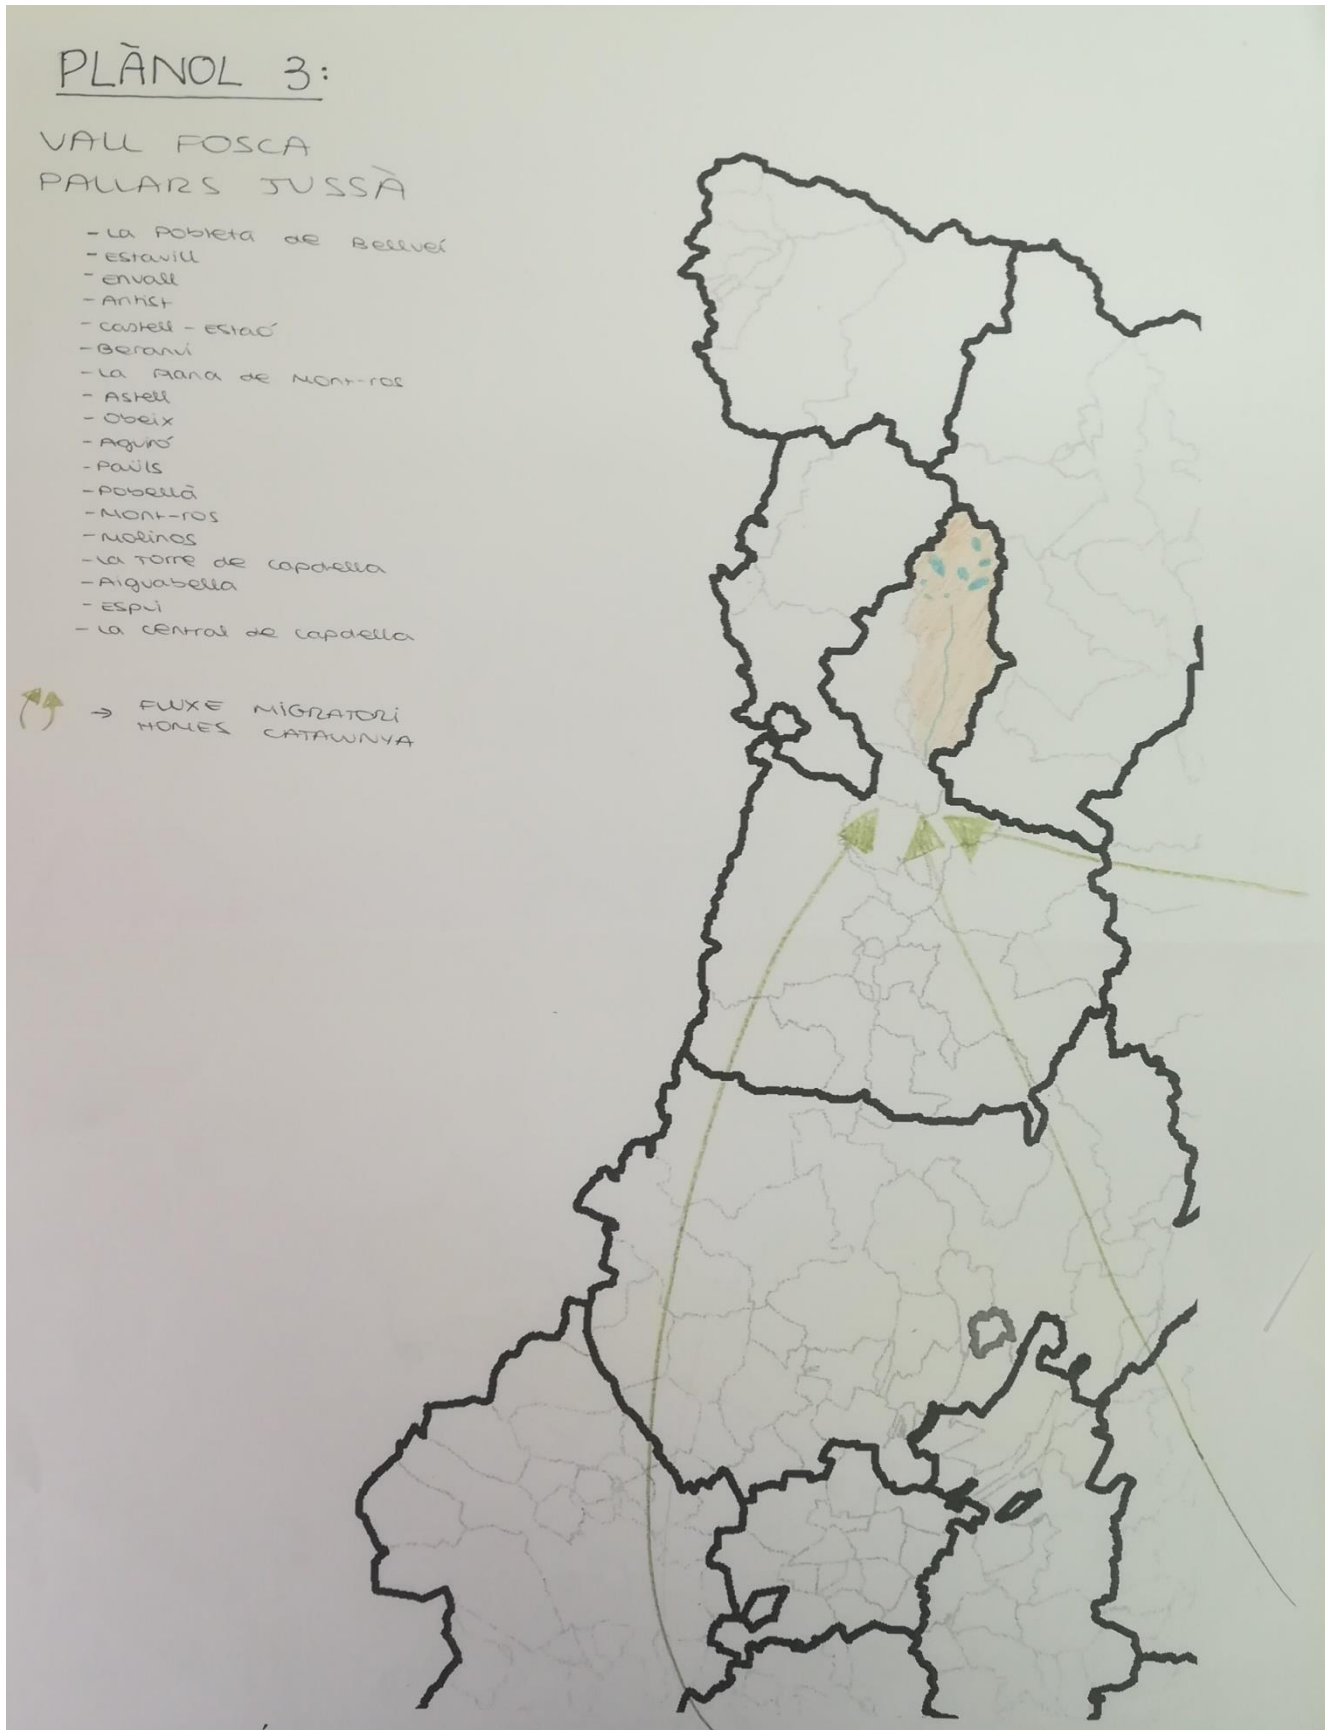 PLÀNOL 3:
VALL FOSCA
PALLARS JUSSÀ
- La Pobleta de Bellveí
- Estavill
- Envall
- Antist
- Castell - Estaó
- Beranui
- La Plana de Mont-ros
- Astell
- Obeix
- Aguiró
- Paüls
- Pobellà
- Mont-ros
- Molinos
- La Torre de Capdella
- Aiguabella
- Espui
- La Central de Capdella
→ FLUXE MIGRATORI
HOMES CATALUNYA